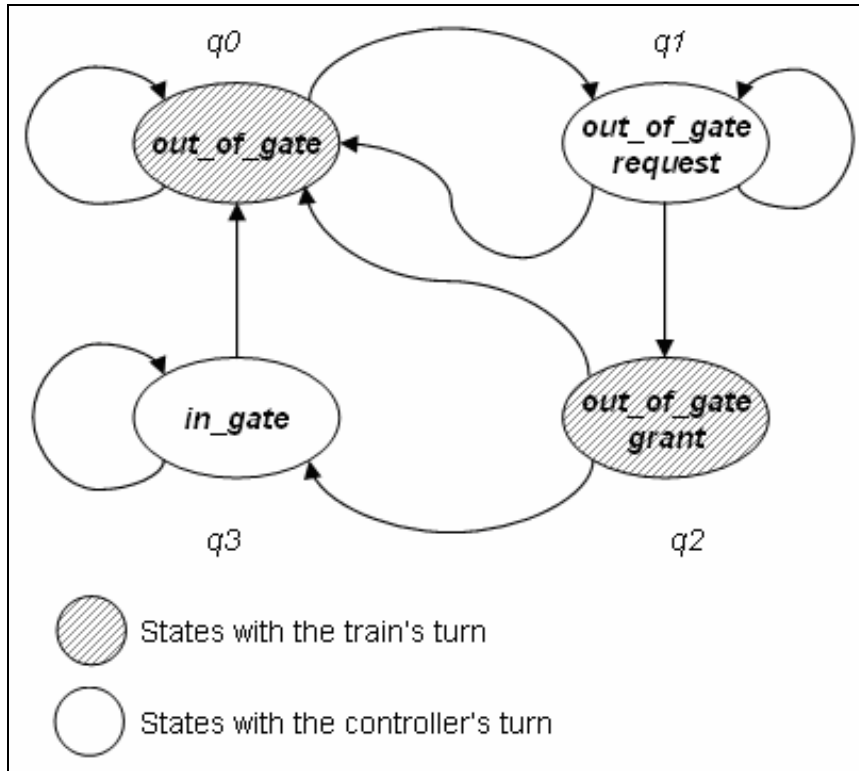 q0
q1
out_of_gate
out_of_gate
request
in_gate
out_of_gate
grant
q3
q2
States with the train's turn
States with the controller's turn